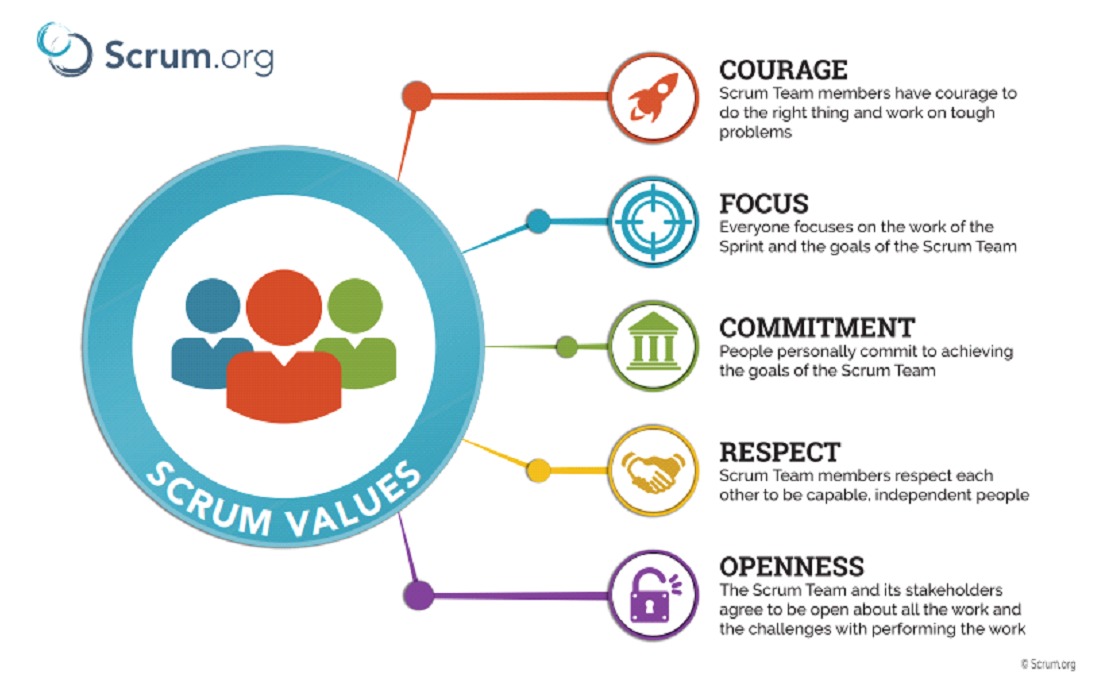 Scrum.org
COURAGE
Scrum Team members have courage to
do the right thing and work on tough
problems
FOCUS
Everyone focuses on the work of the
Sprint and the goals of the Scrum Team
COMMITMENT
People personally commit to achieving
the goals of the Scrum Team
RESPECT
Scrum Team members respect each
other to be capable, independent people
OPENNESS
The Scrum Team and its stakeholders
agree to be open about all the work and
the challenges with performing the work
SCRUM VALUES
© Scrum.org